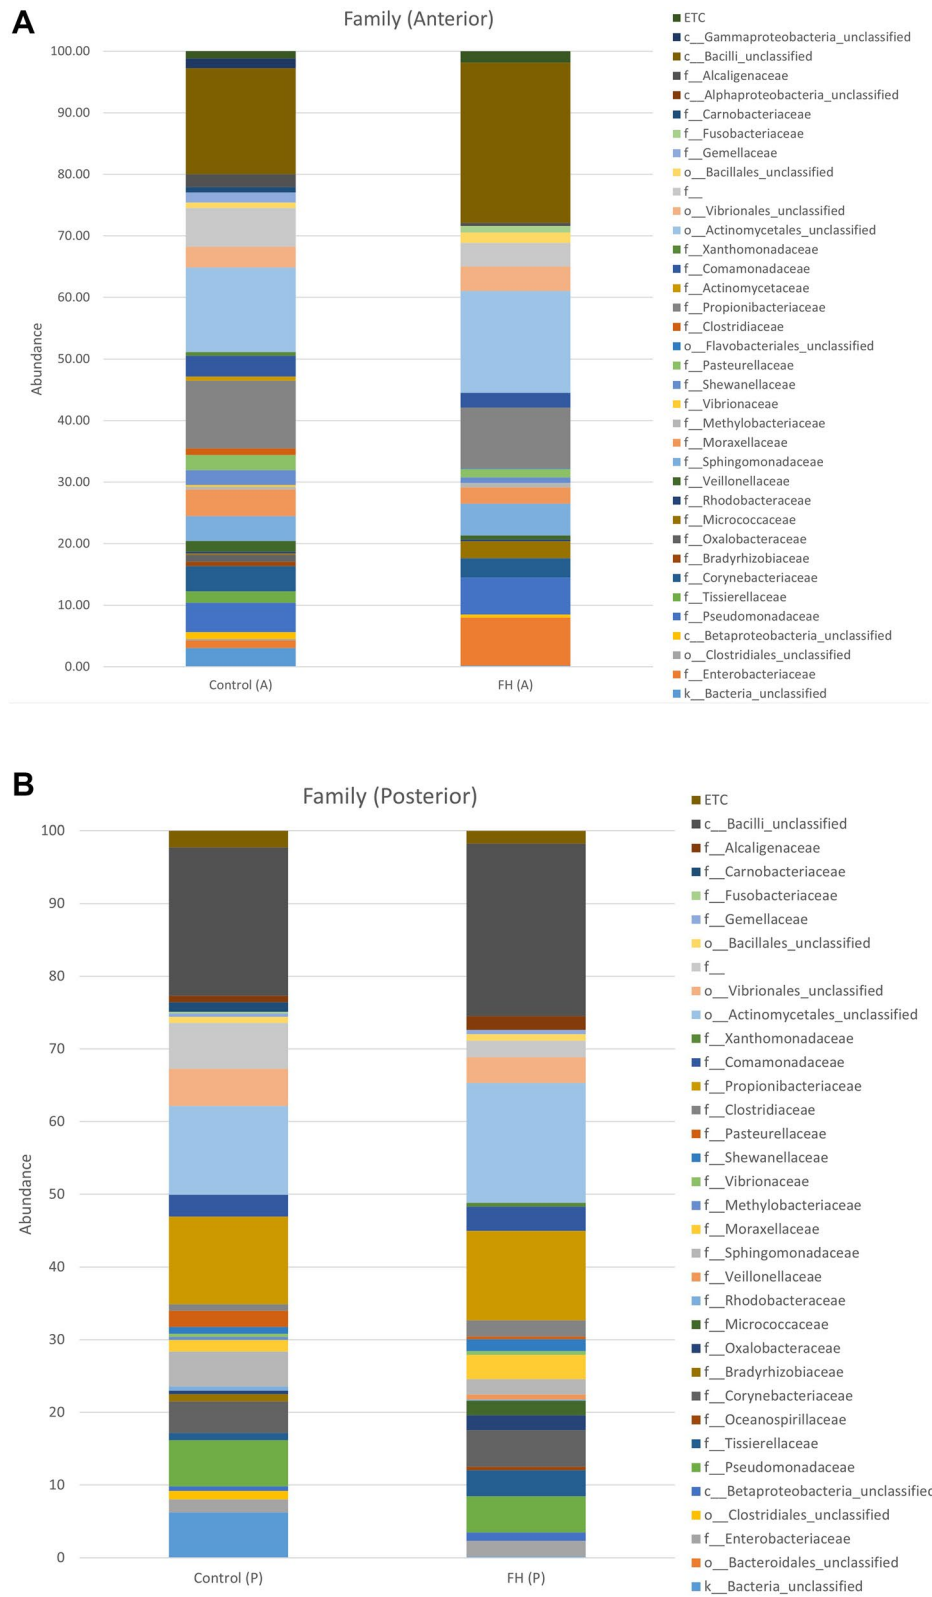 A
Family (Anterior)
100.00
90.00
80.00
70.00
60.00
50.00
40.00
30.00
20.00
10.00
0.00
Abundance
Control (A)
FH (A)
ETC
c__Gammaproteobacteria_unclassified
c__Bacilli_unclassified
f__Alcaligenaceae
c__Alphaproteobacteria_unclassified
f__Carnobacteriaceae
f__Fusobacteriaceae
f__Gemellaceae
o__Bacillales_unclassified
f__
o__Vibrionales_unclassified
o__Actinomycetales_unclassified
f__Xanthomonadaceae
f__Comamonadaceae
f__Actinomycetaceae
f__Propionibacteriaceae
f__Clostridiaceae
o__Flavobacteriales_unclassified
f__Pasteurellaceae
f__Shewanellaceae
f__Vibrionaceae
f__Methylobacteriaceae
f__Moraxellaceae
f__Sphingomonadaceae
f__Veillonellaceae
f__Rhodobacteraceae
f__Micrococcaceae
f__Oxalobacteraceae
f__Bradyrhizobiaceae
f__Corynebacteriaceae
f__Tissierellaceae
f__Pseudomonadaceae
c__Betaproteobacteria_unclassified
o__Clostridiales_unclassified
f__Enterobacteriaceae
k__Bacteria_unclassified
B
Family (Posterior)
100
90
80
70
60
50
40
30
20
10
0
Abundance
Control (P)
FH (P)
ETC
c__Bacilli_unclassified
f__Alcaligenaceae
f__Carnobacteriaceae
f__Fusobacteriaceae
f__Gemellaceae
o__Bacillales_unclassified
f__
o__Vibrionales_unclassified
o__Actinomycetales_unclassified
f__Xanthomonadaceae
f__Comamonadaceae
f__Propionibacteriaceae
f__Clostridiaceae
f__Pasteurellaceae
f__Shewanellaceae
f__Vibrionaceae
f__Methylobacteriaceae
f__Moraxellaceae
f__Sphingomonadaceae
f__Veillonellaceae
f__Rhodobacteraceae
f__Micrococcaceae
f__Oxalobacteraceae
f__Bradyrhizobiaceae
f__Corynebacteriaceae
f__Oceanospirillaceae
f__Tissierellaceae
f__Pseudomonadaceae
c__Betaproteobacteria_unclassified
o__Clostridiales_unclassified
f__Enterobacteriaceae
o__Bacteroidales_unclassified
k__Bacteria_unclassified